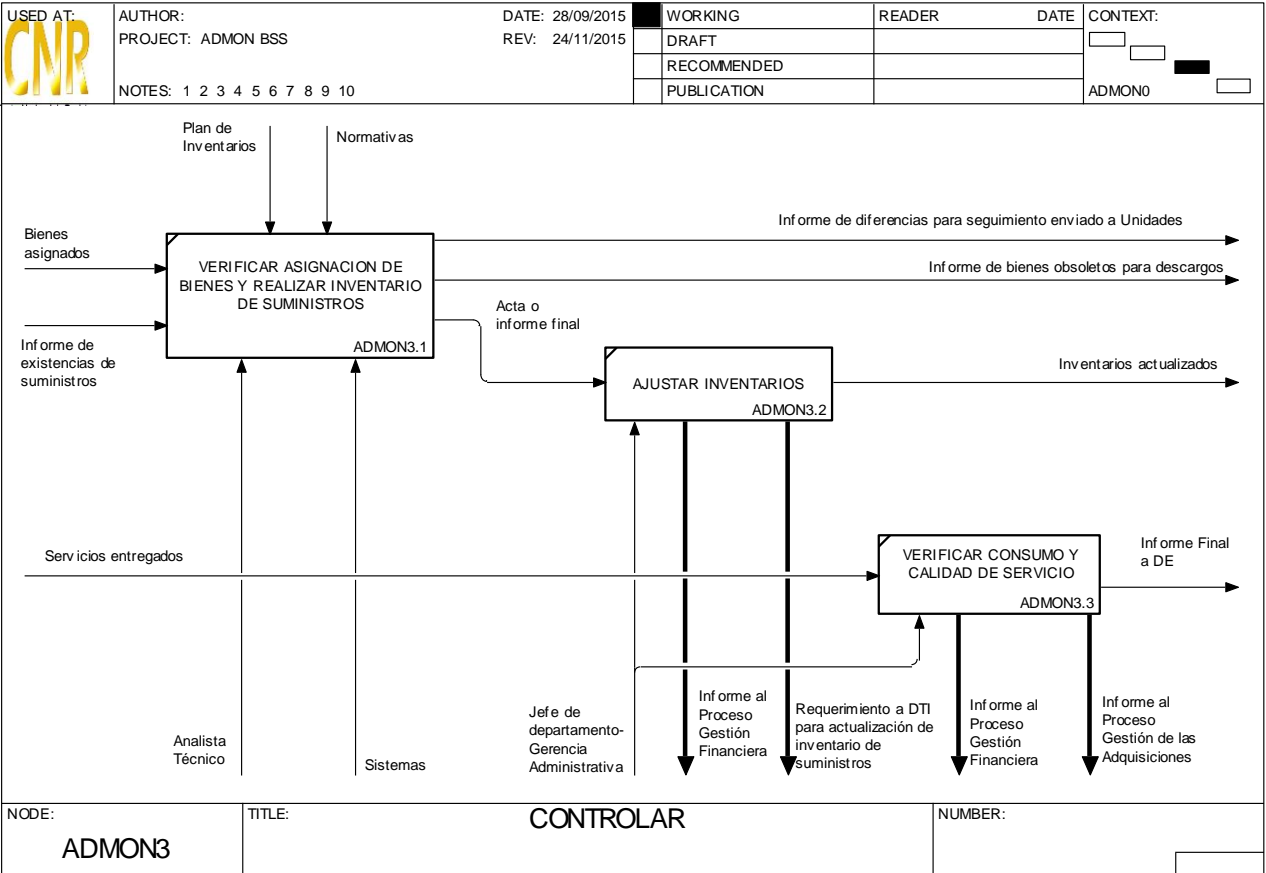 USED AT:
CNR
AUTHOR:
PROJECT: ADMON BSS
NOTES: 1 2 3 4 5 6 7 8 9 10
DATE: 28/09/2015
REV: 24/11/2015
WORKING
DRAFT
RECOMMENDED
PUBLICATION
READER
DATE
CONTEXT:
ADMON0
Plan de
Inventarios
Normativas
Bienes
asignados
Informe de
existencias de
suministros
VERIFICAR ASIGNACION DE
BIENES Y REALIZAR INVENTARIO
DE SUMINISTROS
ADMON3.1
Informe de diferencias para seguimiento enviado a Unidades
Informe de bienes obsoletos para descargos
Acta o
informe final
AJUSTAR INVENTARIOS
ADMON3.2
Inventarios actualizados
Servicios entregados
VERIFICAR CONSUMO Y
CALIDAD DE SERVICIO
ADMON3.3
Informe Final
a DE
Analista
Técnico
Sistemas
Jefe de
departamento-
Gerencia
Administrativa
Informe al
Proceso
Gestión
Financiera
Requerimiento a DTI
para actualización de
inventario de
suministros
Informe al
Proceso
Gestión
Financiera
Informe al
Proceso
Gestión de las
Adquisiciones
NODE:
ADMON3
TITLE:
CONTROLAR
NUMBER: